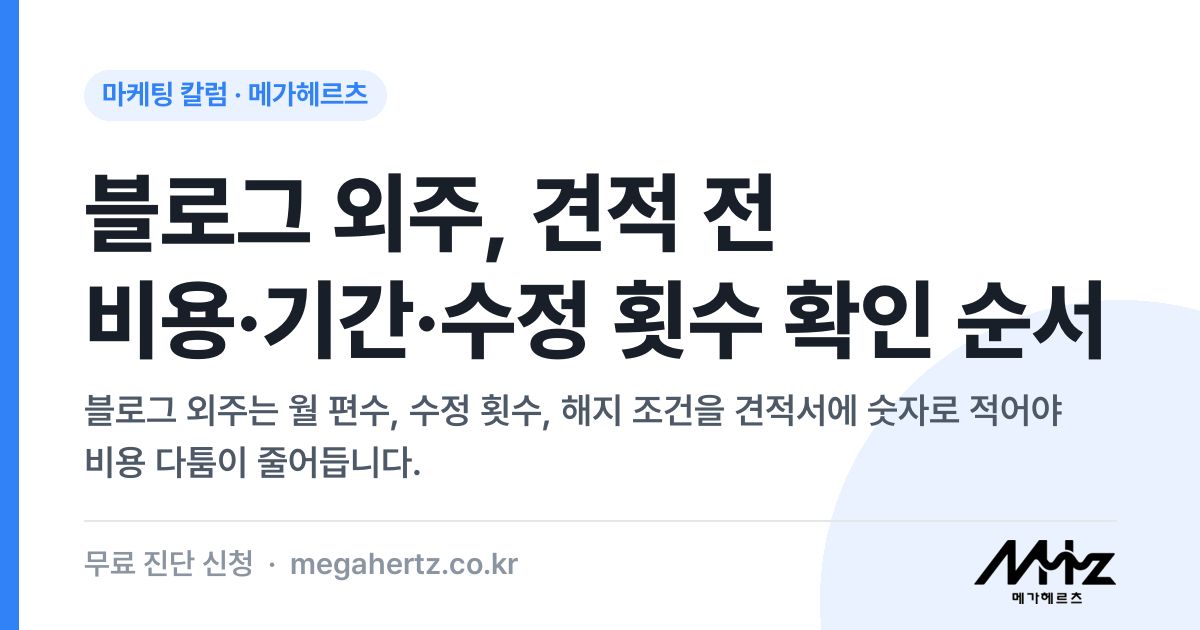 마케팅 칼럼 · 메가헤르츠
블로그 외주, 견적 전
비용·기간·수정 횟수 확인 순서
블로그 외주는 월 편수, 수정 횟수, 해지 조건을 견적서에 숫자로 적어야
비용 다툼이 줄어듭니다.
무료 진단 신청 · megahertz.co.kr
MHz
메가헤르츠